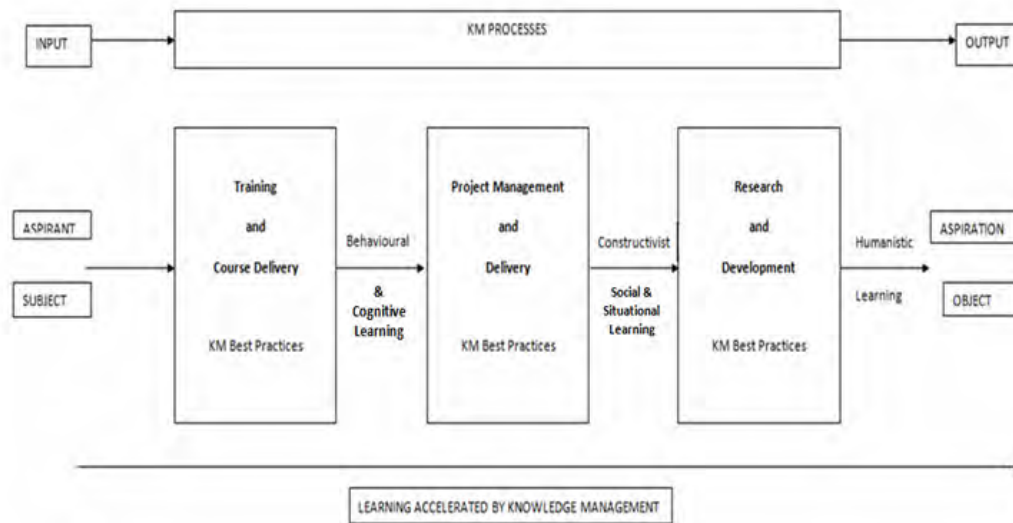 INPUT
KM PROCESSES
OUTPUT
ASPIRANT
SUBJECT
Training
and
Course Delivery
KM Best Practices
Behavioural
&
Cognitive
Learning
Project Management
and
Delivery
KM Best Practices
Constructivist
Social &
Situational
Learning
Research
and
Development
KM Best Practices
Humanistic
Learning
ASPIRATION
OBJECT
LEARNING ACCELERATED BY KNOWLEDGE MANAGEMENT